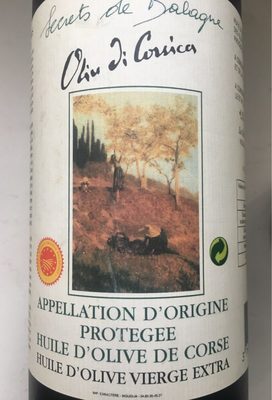 Secrets de Balagne
Oliu di Corsica
APPELLATION D'ORIGINE
PROTEGEE
HUILE D'OLIVE DE CORSE
HUILE D'OLIVE VIERGE EXTRA